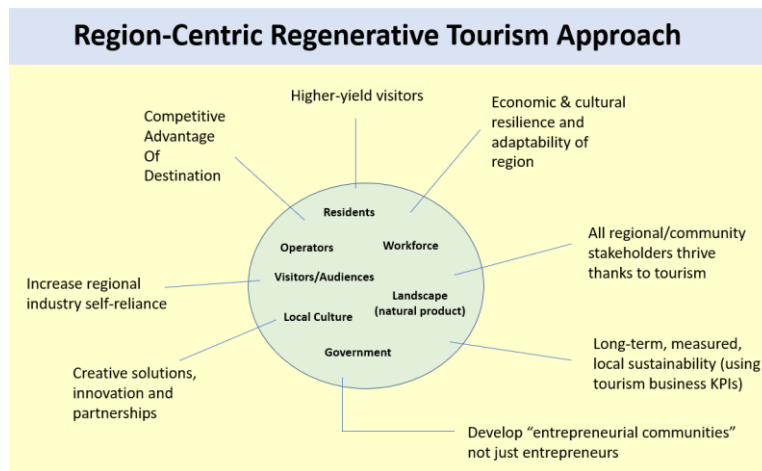 Region-Centric Regenerative Tourism Approach
Higher-yield visitors
Competitive
Advantage
Of
Destination
Economic & cultural
resilience and
adaptability of
region
Residents
Operators
Workforce
Visitors/Audiences
Landscape
(natural product)
Local Culture
Government
All regional/community
stakeholders thrive
thanks to tourism
Increase regional
industry self-reliance
Long-term, measured,
local sustainability (using
tourism business KPIs)
Creative solutions,
innovation and
partnerships
Develop “entrepreneurial communities”
not just entrepreneurs